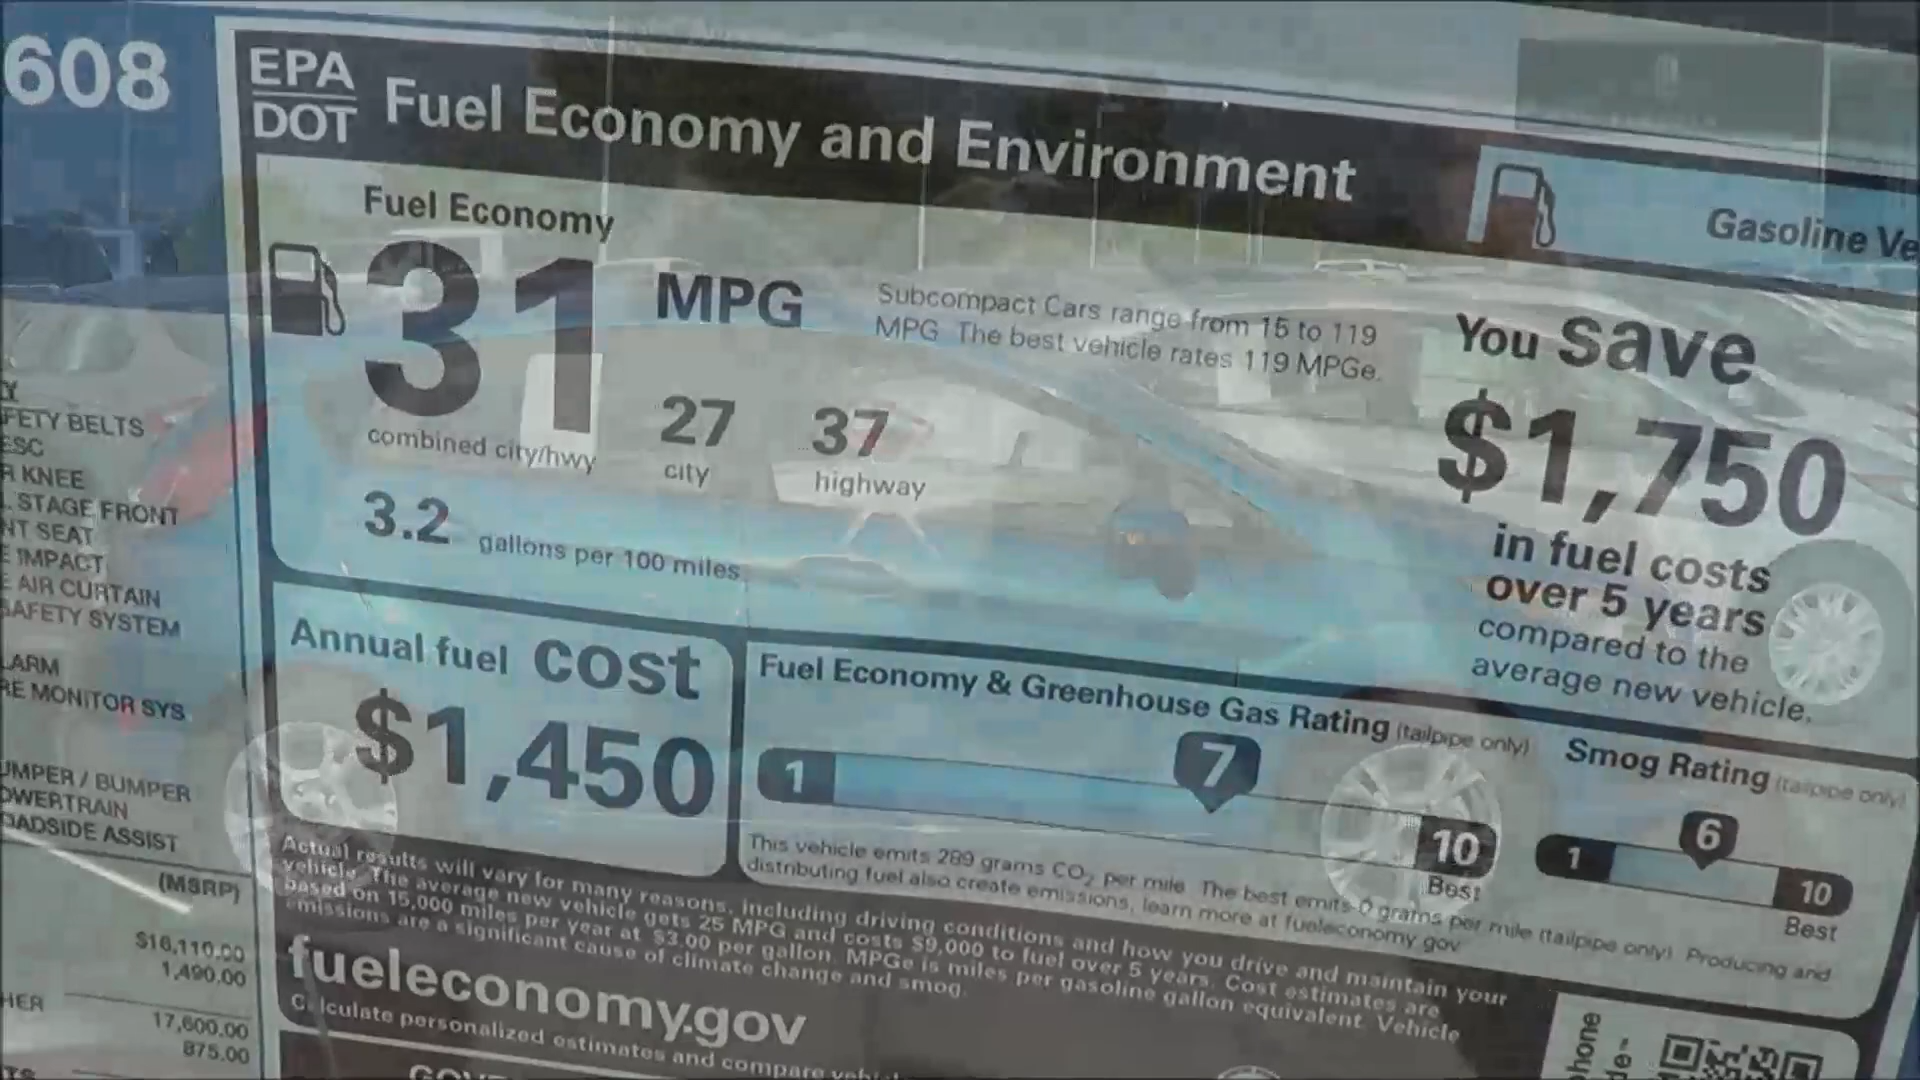 608
EPA
DOT
Fuel Economy and Environment
Gasoline Ve
Fuel Economy
31 MPG
combined city/hwy
27
city
37
highway
3.2 gallons per 100 miles
Subcompact Cars range from 15 to 119
MPG The best vehicle rates 119 MPGe.
You save
$1,750
in fuel costs
over 5 years
compared to the
average new vehicle.
Annual fuel cost
$1,450
Fuel Economy & Greenhouse Gas Rating (tailpipe only)
1
7
10
Best
Smog Rating (tailpipe only)
1
6
10
Best
This vehicle emits 289 grams CO₂ per mile. The best emits 0 grams per mile (tailpipe only). Producing and
distributing fuel also create emissions, learn more at fueleconomy.gov
Actual results will vary for many reasons, including driving conditions and how you drive and maintain your
vehicle. The average new vehicle gets 25 MPG and costs $9,000 to fuel over 5 years. Cost estimates are
based on 15,000 miles per year at $3.00 per gallon. MPGe is miles per gasoline gallon equivalent. Vehicle
emissions are a significant cause of climate change and smog.
fueleconomy.gov
Calculate personalized estimates and compare vehi
GOV
phone
de™
Y
FETY BELTS
ESC
R KNEE
L STAGE FRONT
NT SEAT
E IMPACT
E AIR CURTAIN
SAFETY SYSTEM
LARM
RE MONITOR SYS
UMPER / BUMPER
OWERTRAIN
OADSIDE ASSIST
(MSRP)
$16,110.00
1,490.00
HER
17,600.00
875.00
TS